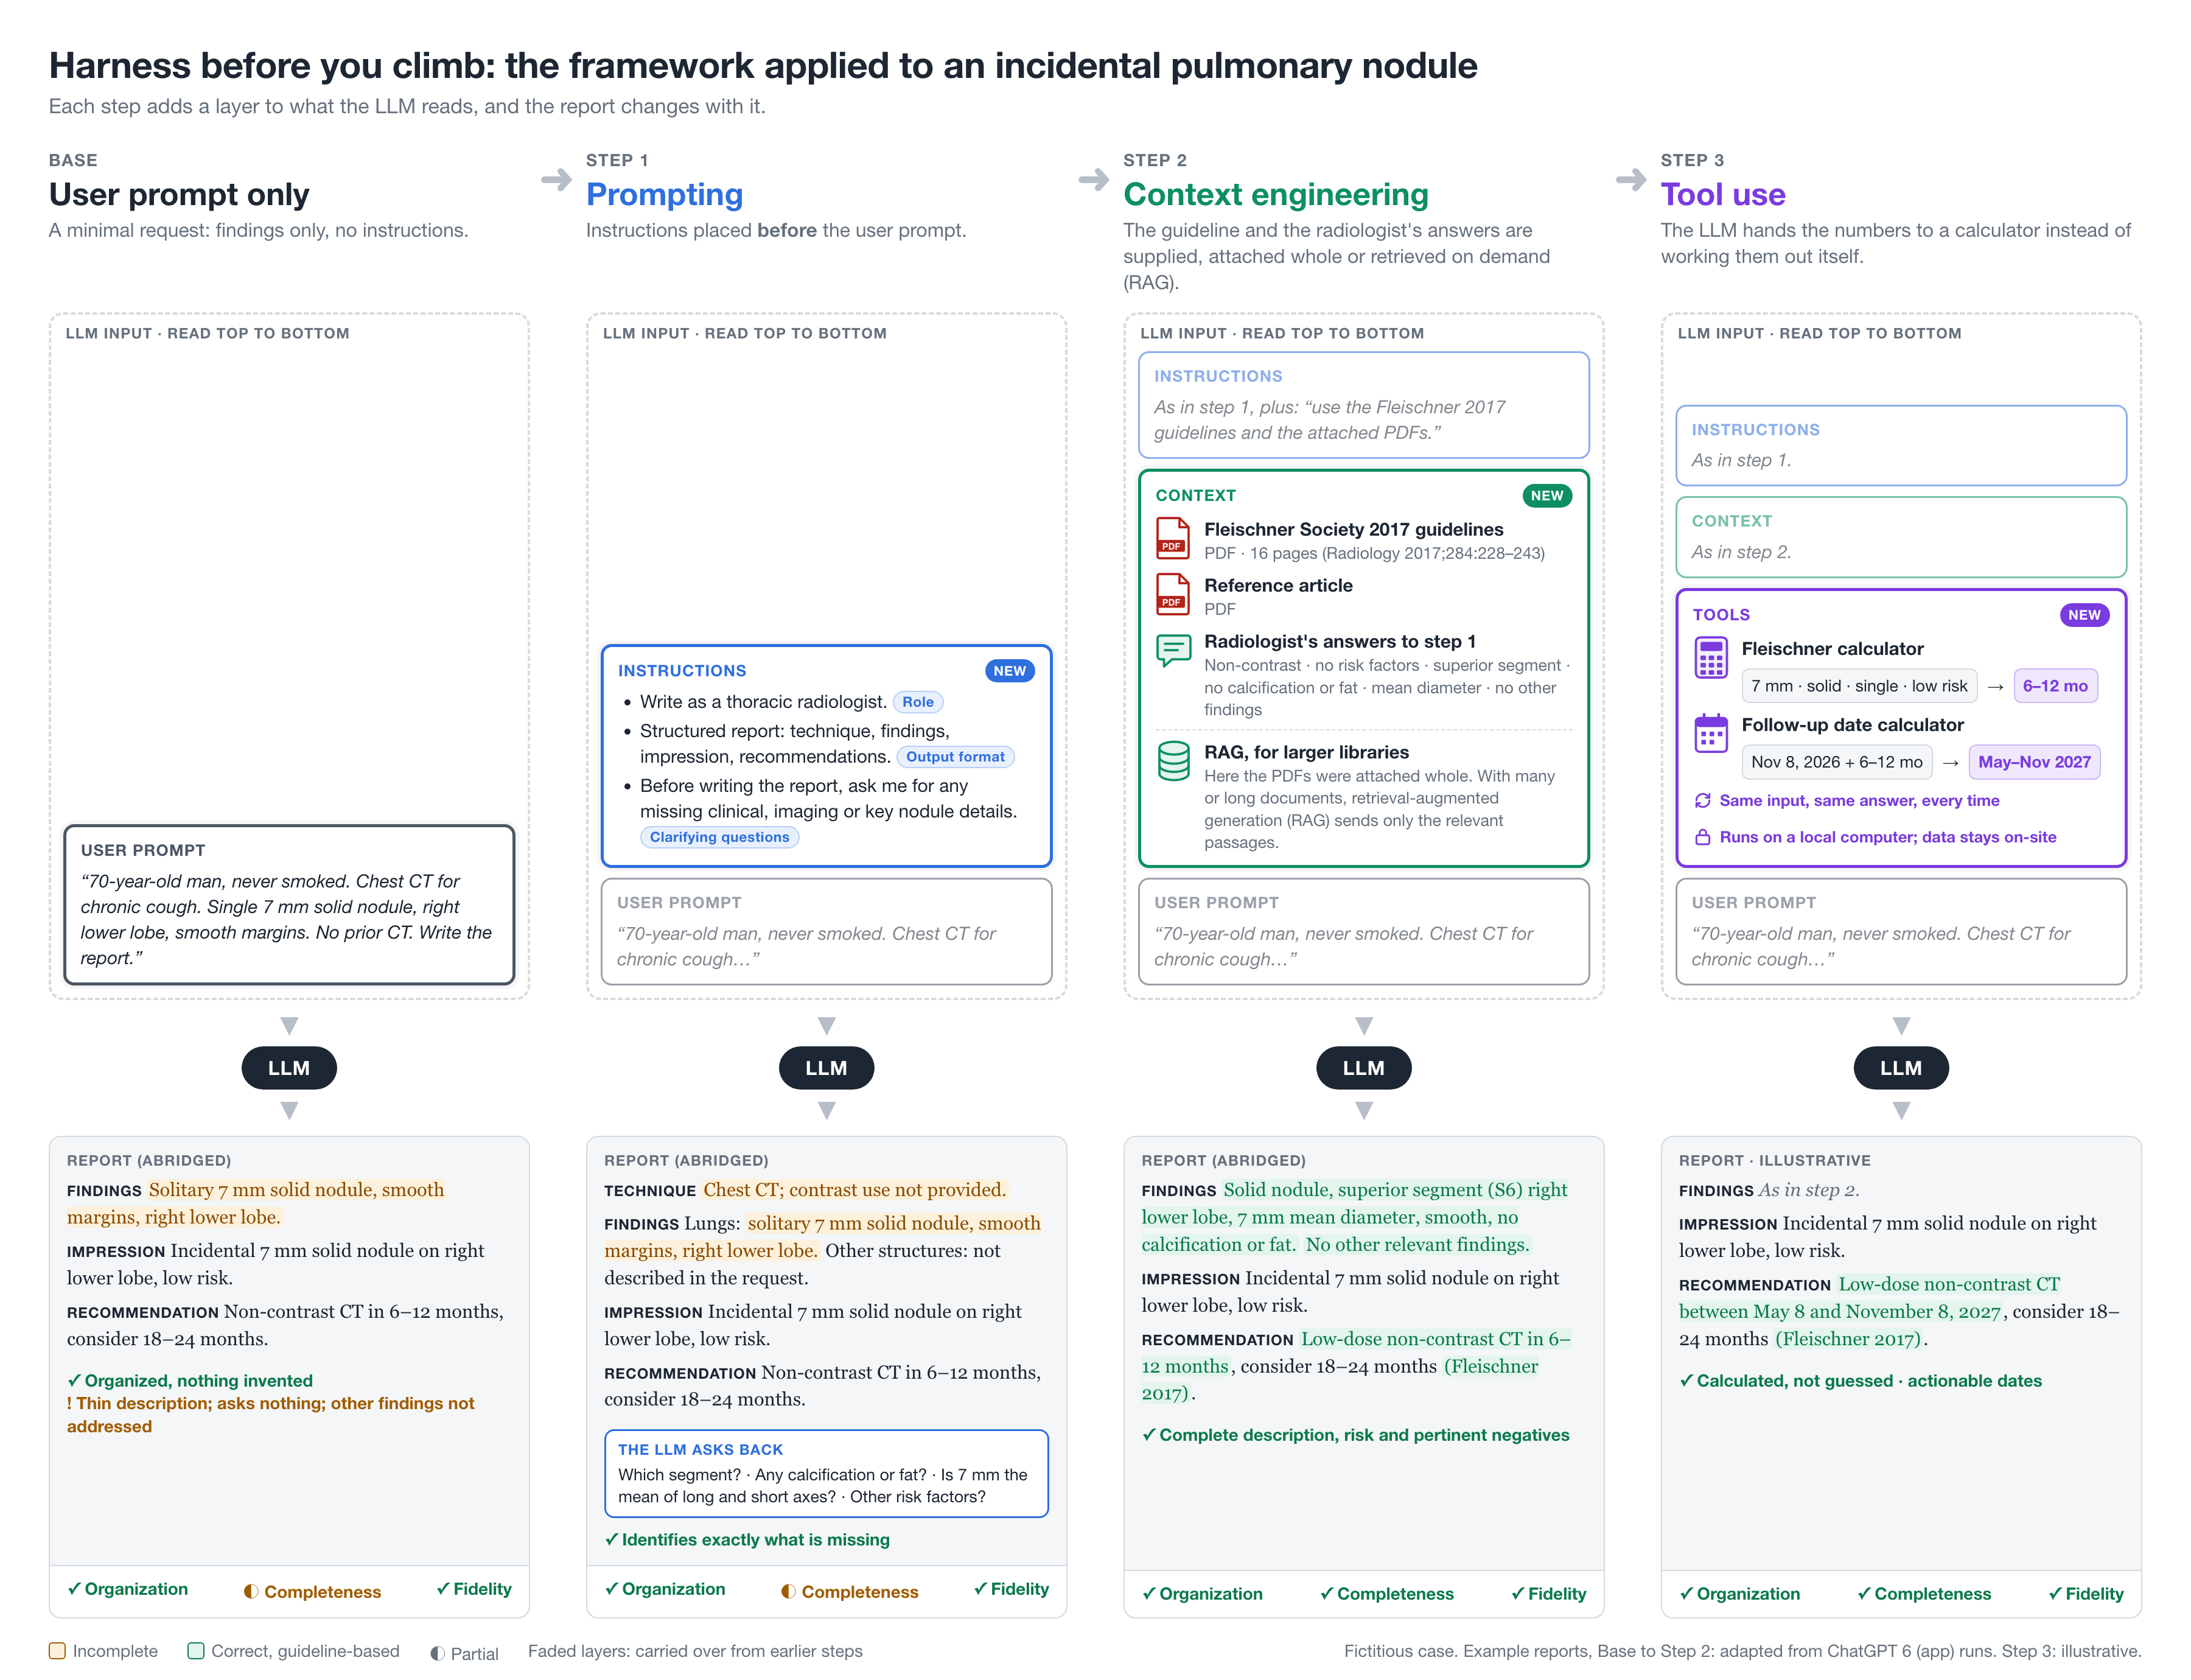 Harness before you climb: the framework applied to an incidental pulmonary nodule
Each step adds a layer to what the LLM reads, and the report changes with it.
BASE
User prompt only
A minimal request: findings only, no instructions.
LLM INPUT · READ TOP TO BOTTOM
USER PROMPT
“70-year-old man, never smoked. Chest CT for
chronic cough. Single 7 mm solid nodule, right
lower lobe, smooth margins. No prior CT. Write the
report.”
LLM
REPORT (ABRIDGED)
FINDINGS Solitary 7 mm solid nodule, smooth
margins, right lower lobe.
IMPRESSION Incidental 7 mm solid nodule on right
lower lobe, low risk.
RECOMMENDATION Non-contrast CT in 6–12 months,
consider 18–24 months.
✓ Organized, nothing invented
! Thin description; asks nothing; other findings not
addressed
✓ Organization ◐ Completeness ✓ Fidelity
STEP 1
Prompting
Instructions placed before the user prompt.
LLM INPUT · READ TOP TO BOTTOM
INSTRUCTIONS NEW
• Write as a thoracic radiologist. Role
• Structured report: technique, findings,
impression, recommendations. Output format
• Before writing the report, ask me for any
missing clinical, imaging or key nodule details.
Clarifying questions
USER PROMPT
“70-year-old man, never smoked. Chest CT for
chronic cough…”
LLM
REPORT (ABRIDGED)
TECHNIQUE Chest CT; contrast use not provided.
FINDINGS Lungs: solitary 7 mm solid nodule, smooth
margins, right lower lobe. Other structures: not
described in the request.
IMPRESSION Incidental 7 mm solid nodule on right
lower lobe, low risk.
RECOMMENDATION Non-contrast CT in 6–12 months,
consider 18–24 months.
THE LLM ASKS BACK
Which segment? · Any calcification or fat? · Is 7 mm the
mean of long and short axes? · Other risk factors?
✓ Identifies exactly what is missing
✓ Organization ◐ Completeness ✓ Fidelity
STEP 2
Context engineering
The guideline and the radiologist's answers are
supplied, attached whole or retrieved on demand
(RAG).
LLM INPUT · READ TOP TO BOTTOM
INSTRUCTIONS
As in step 1, plus: “use the Fleischner 2017
guidelines and the attached PDFs.”
CONTEXT NEW
PDF
Fleischner Society 2017 guidelines
PDF · 16 pages (Radiology 2017;284:228–243)
PDF
Reference article
PDF
Radiologist's answers to step 1
Non-contrast · no risk factors · superior segment ·
no calcification or fat · mean diameter · no other
findings
RAG, for larger libraries
Here the PDFs were attached whole. With many
or long documents, retrieval-augmented
generation (RAG) sends only the relevant
passages.
USER PROMPT
“70-year-old man, never smoked. Chest CT for
chronic cough…”
LLM
REPORT (ABRIDGED)
FINDINGS Solid nodule, superior segment (S6) right
lower lobe, 7 mm mean diameter, smooth, no
calcification or fat. No other relevant findings.
IMPRESSION Incidental 7 mm solid nodule on right
lower lobe, low risk.
RECOMMENDATION Low-dose non-contrast CT in 6–
12 months, consider 18–24 months (Fleischner
2017).
✓ Complete description, risk and pertinent negatives
✓ Organization ✓ Completeness ✓ Fidelity
STEP 3
Tool use
The LLM hands the numbers to a calculator instead of
working them out itself.
LLM INPUT · READ TOP TO BOTTOM
INSTRUCTIONS
As in step 1.
CONTEXT
As in step 2.
TOOLS NEW
Fleischner calculator
7 mm · solid · single · low risk → 6–12 mo
Follow-up date calculator
Nov 8, 2026 + 6–12 mo → May–Nov 2027
Same input, same answer, every time
Runs on a local computer; data stays on-site
USER PROMPT
“70-year-old man, never smoked. Chest CT for
chronic cough…”
LLM
REPORT · ILLUSTRATIVE
FINDINGS As in step 2.
IMPRESSION Incidental 7 mm solid nodule on right
lower lobe, low risk.
RECOMMENDATION Low-dose non-contrast CT
between May 8 and November 8, 2027, consider 18–
24 months (Fleischner 2017).
✓ Calculated, not guessed · actionable dates
✓ Organization ✓ Completeness ✓ Fidelity
Incomplete Correct, guideline-based ◐ Partial Faded layers: carried over from earlier steps
Fictitious case. Example reports, Base to Step 2: adapted from ChatGPT 6 (app) runs. Step 3: illustrative.